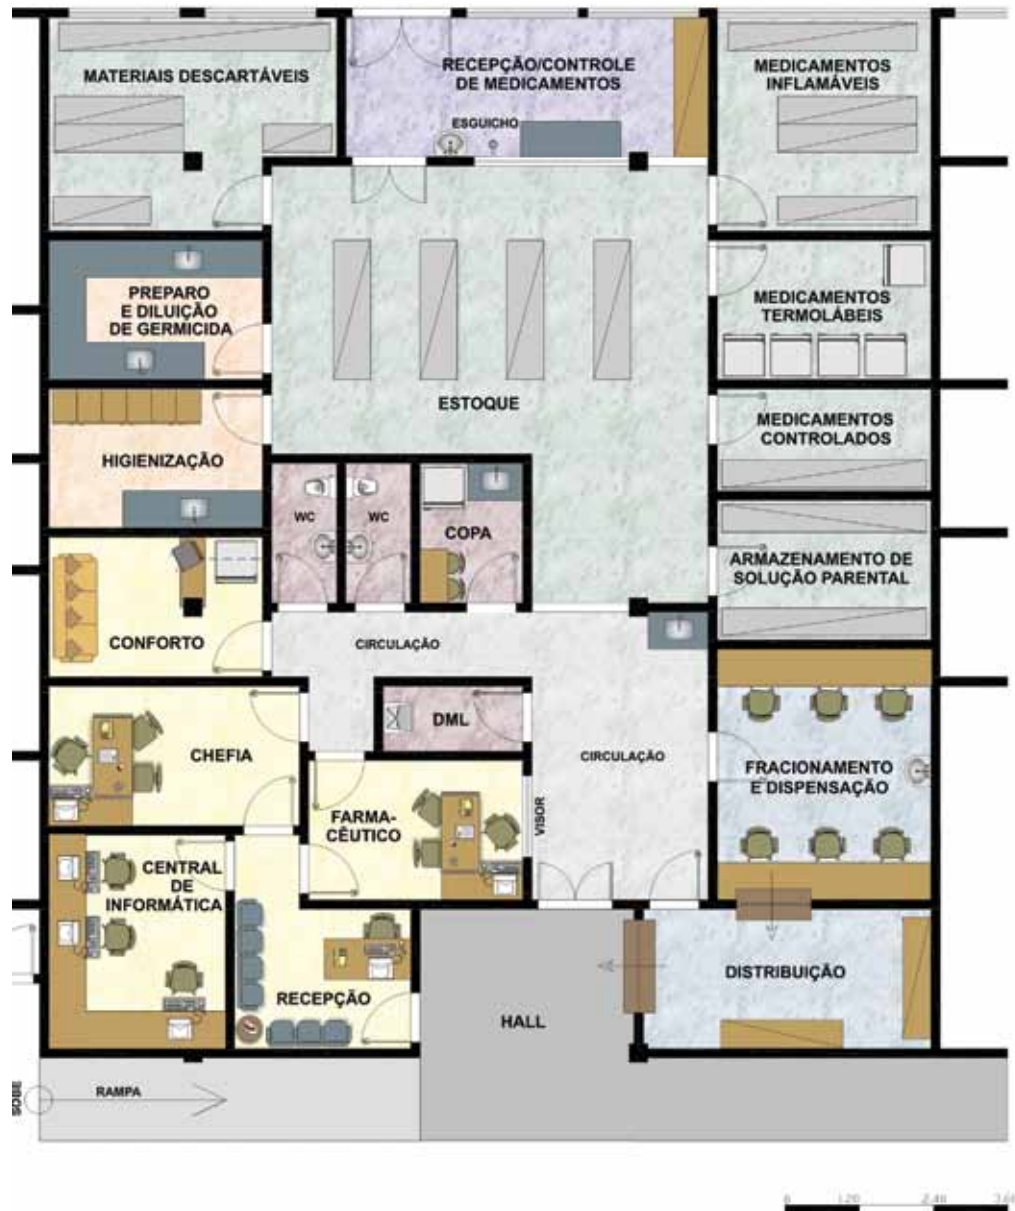 MATERIAIS DESCARTÁVEIS
RECEPÇÃO/CONTROLE
DE MEDICAMENTOS
ESGUICHO
MEDICAMENTOS
INFLAMÁVEIS
PREPARO
E DILUIÇÃO
DE GERMICIDA
MEDICAMENTOS
TERMOLÁBEIS
ESTOQUE
MEDICAMENTOS
CONTROLADOS
HIGIENIZAÇÃO
WC
WC
COPA
ARMAZENAMENTO DE
SOLUÇÃO PARENTAL
CONFORTO
CIRCULAÇÃO
DML
CHEFIA
CIRCULAÇÃO
FRACIONAMENTO
E DISPENSAÇÃO
FARMA-
CÊUTICO
VISOR
CENTRAL
DE
INFORMÁTICA
RECEPÇÃO
HALL
DISTRIBUIÇÃO
SOBE
RAMPA
0 1.20 2.40 3.60